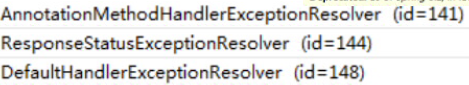 AnnotationMethodHandlerExceptionResolver (id=141)
ResponseStatusExceptionResolver (id=144)
DefaultHandlerExceptionResolver (id=148)